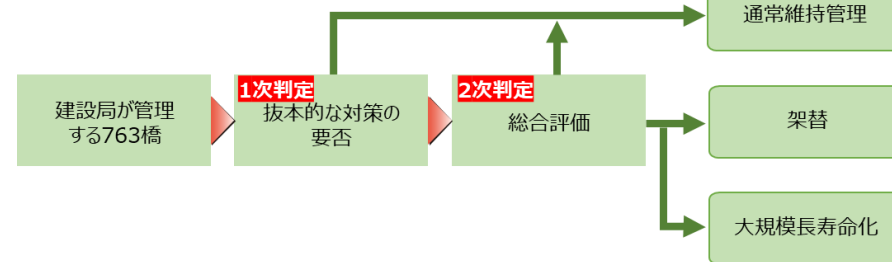 通常維持管理
1次判定
2次判定
建設局が管理
する763橋
抜本的な対策の
要否
総合評価
架替
大規模長寿命化